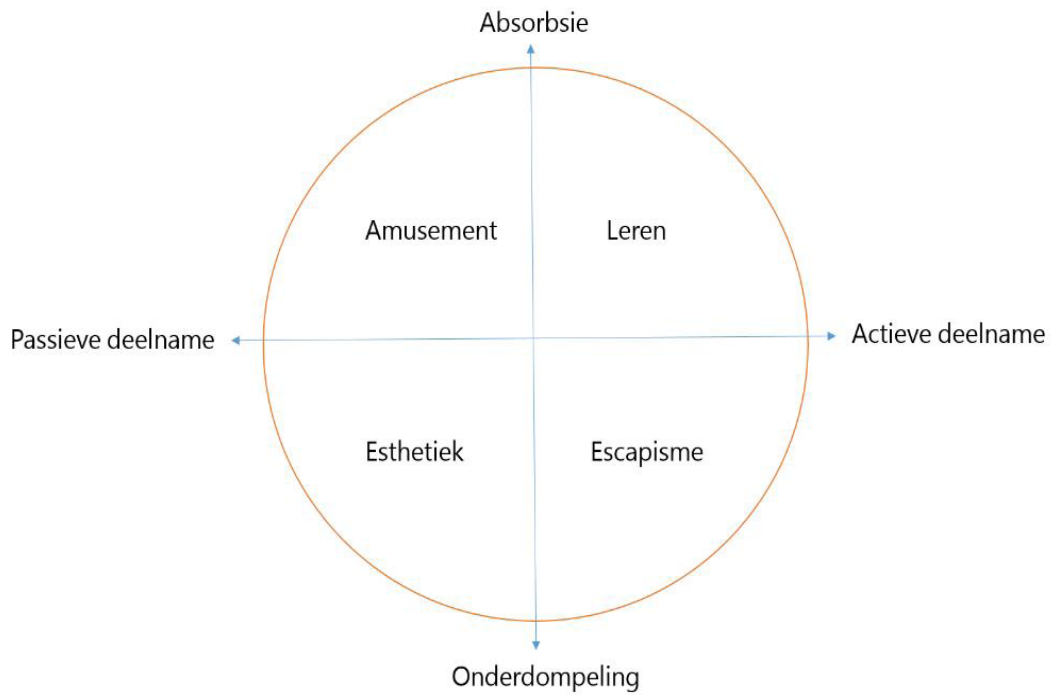 Absorbsie
Amusement
Leren
Passieve deelname
Actieve deelname
Esthetiek
Escapisme
Onderdompeling